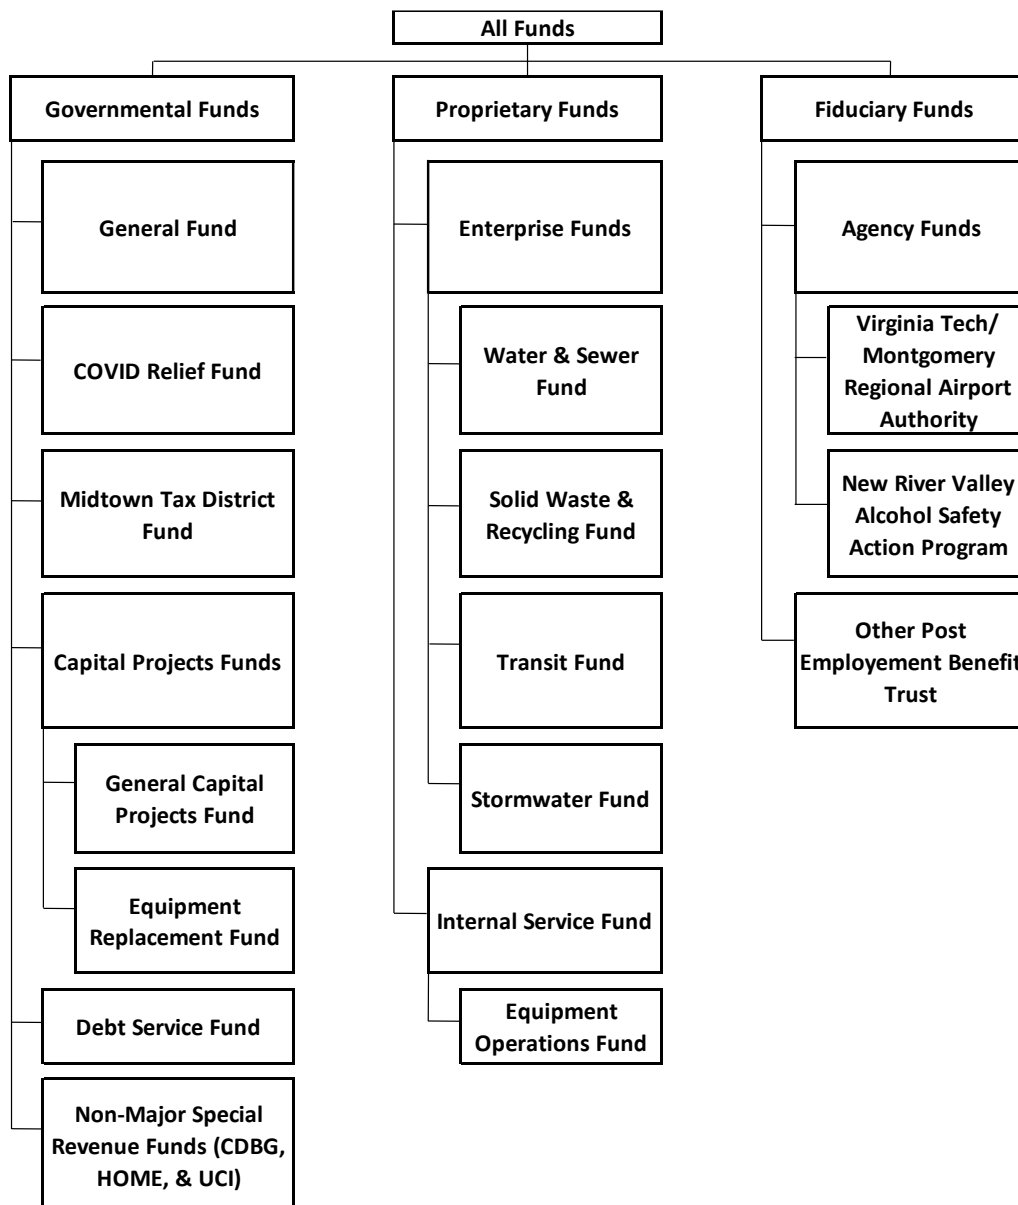 All Funds
Governmental Funds
Proprietary Funds
Fiduciary Funds
General Fund
COVID Relief Fund
Midtown Tax District
Fund
Capital Projects Funds
General Capital
Projects Fund
Equipment
Replacement Fund
Debt Service Fund
Non-Major Special
Revenue Funds (CDBG,
HOME, & UCI)
Enterprise Funds
Water & Sewer
Fund
Solid Waste &
Recycling Fund
Transit Fund
Stormwater Fund
Internal Service Fund
Equipment
Operations Fund
Agency Funds
Virginia Tech/
Montgomery
Regional Airport
Authority
New River Valley
Alcohol Safety
Action Program
Other Post
Employement Benefit
Trust